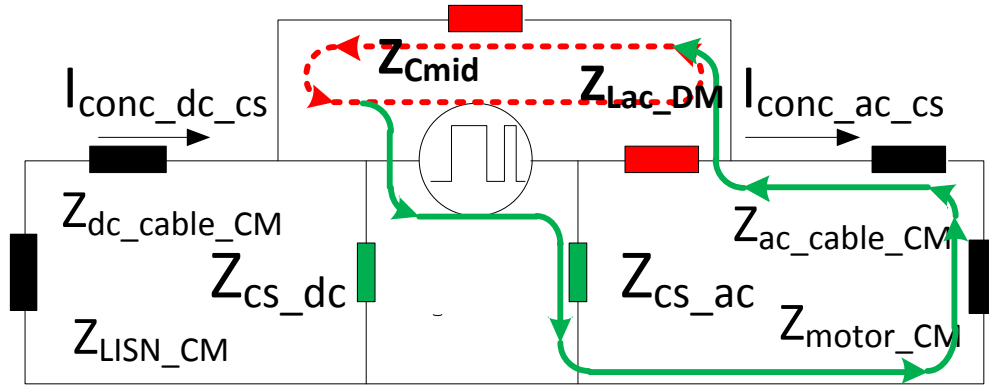 Z_Cmid
Z_Lac_DM
I_conc_dc_cs
I_conc_ac_cs
Z_dc_cable_CM
Z_ac_cable_CM
Z_cs_dc
Z_cs_ac
Z_LISN_CM
Z_motor_CM